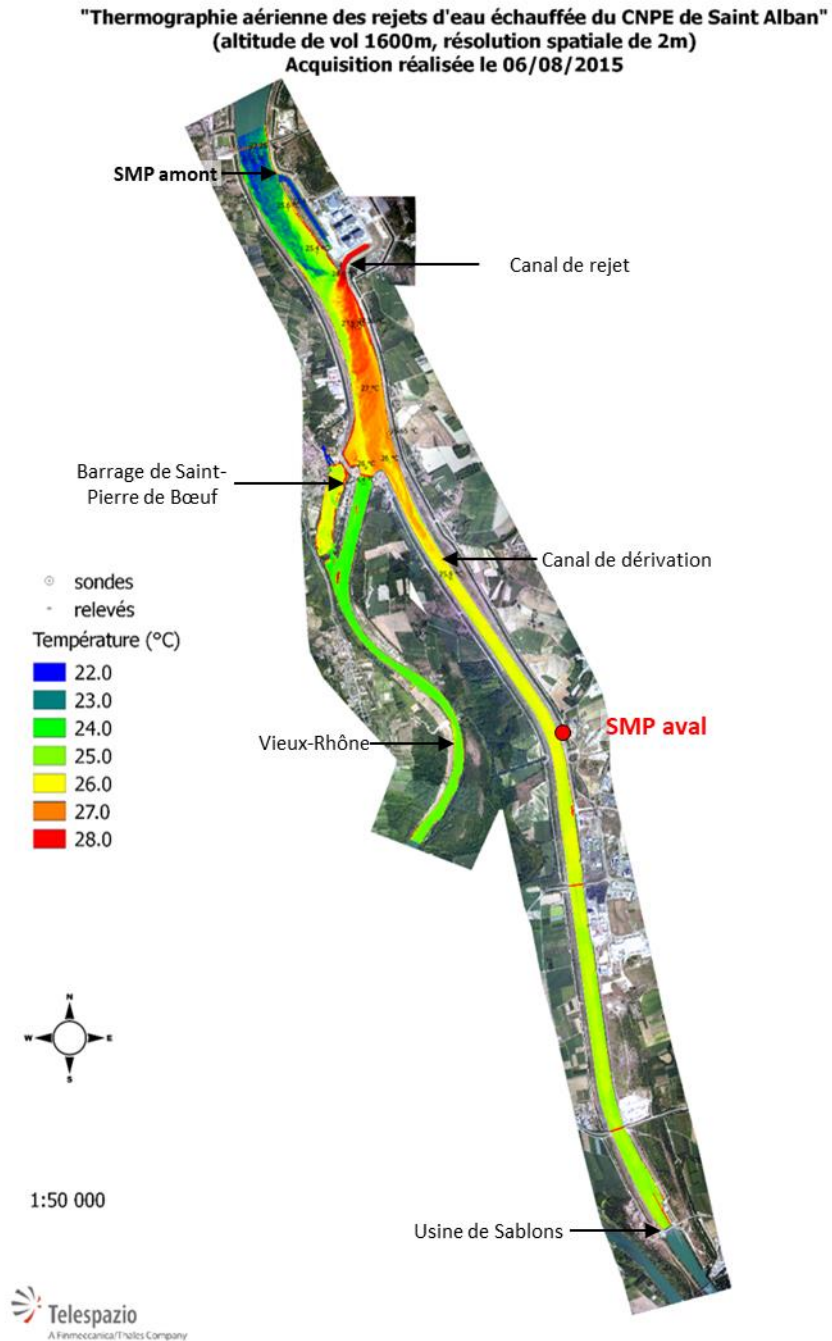 "Thermographie aérienne des rejets d'eau échauffée du CNPE de Saint Alban"
(altitude de vol 1600m, résolution spatiale de 2m)
Acquisition réalisée le 06/08/2015
SMP amont
Canal de rejet
27 °C
Barrage de Saint-
Pierre de Bœuf
Canal de dérivation
sondes
relevés
Température (°C)
22.0
23.0
24.0
25.0
26.0
27.0
28.0
SMP aval
Vieux-Rhône
N
W
E
S
1:50 000
Usine de Sablons
Telespazio
A Finmeccanica/Thales Company